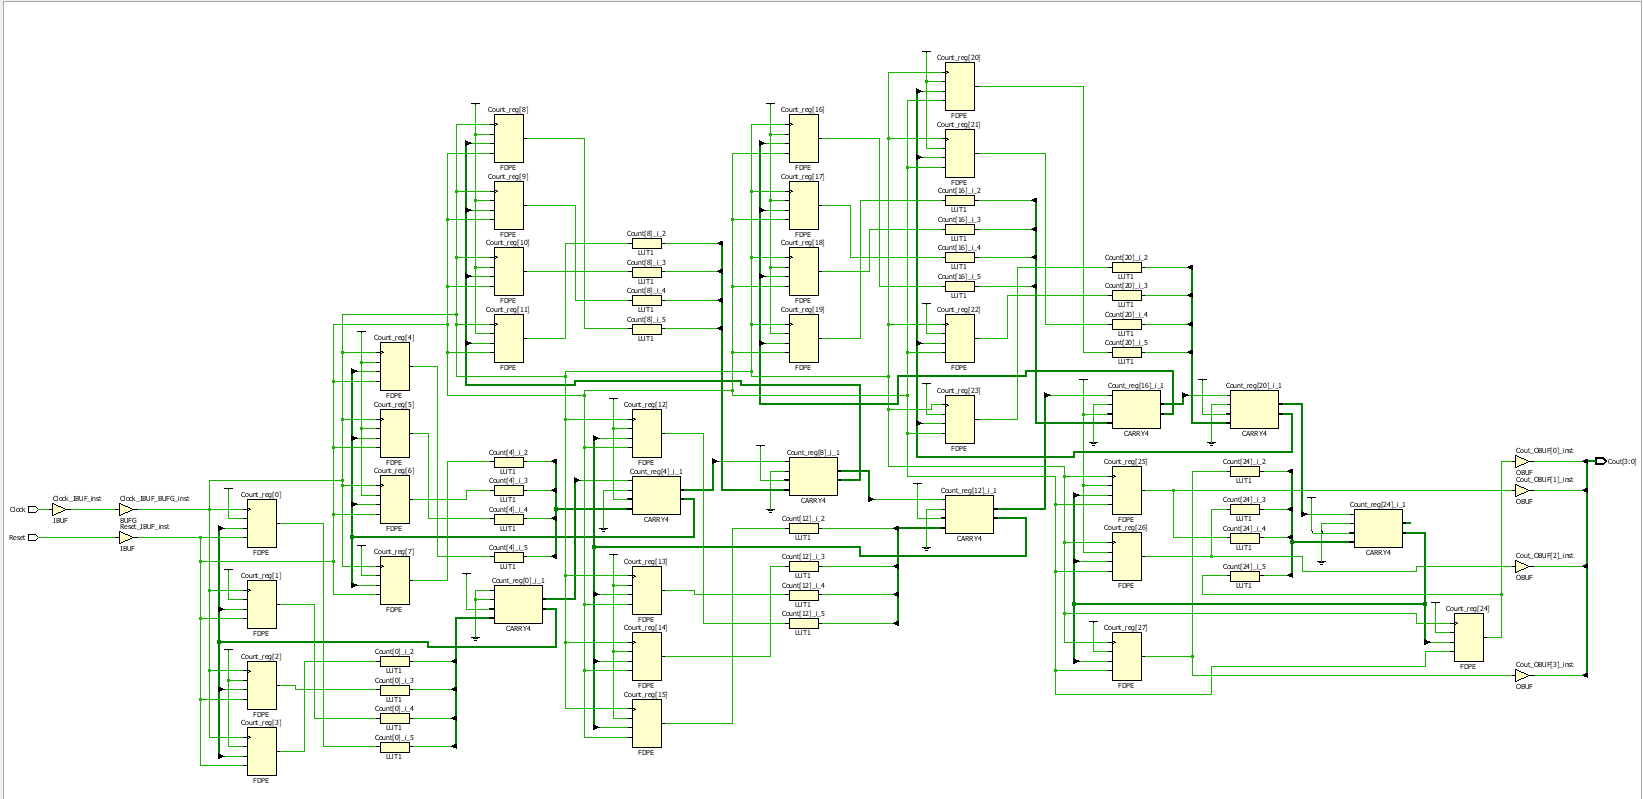 Count_reg[20]
Count_reg[8]
FDPE
Count_reg[16]
Count_reg[21]
FDPE
FDPE
FDPE
Count_reg[9]
Count_reg[17]
Count[16]_i_2
LUT1
Count[16]_i_3
LUT1
FDPE
FDPE
Count_reg[10]
Count[8]_i_2
LUT1
Count_reg[18]
Count[16]_i_4
LUT1
Count[20]_i_2
LUT1
Count[8]_i_3
LUT1
Count[16]_i_5
LUT1
Count[20]_i_3
LUT1
Count[8]_i_4
LUT1
FDPE
FDPE
Count_reg[11]
Count_reg[19]
Count_reg[22]
Count[8]_i_5
LUT1
Count[20]_i_4
LUT1
Count_reg[4]
Count[20]_i_5
LUT1
FDPE
FDPE
FDPE
Count_reg[23]
Count_reg[16]_i_1
CARRY4
Count_reg[20]_i_1
CARRY4
FDPE
Count_reg[5]
Count_reg[12]
FDPE
FDPE
Count[4]_i_2
LUT1
FDPE
Count_reg[8]_i_1
CARRY4
Count_reg[6]
Count[4]_i_3
LUT1
Count_reg[4]_i_1
CARRY4
Count_reg[12]_i_1
CARRY4
Count_reg[25]
FDPE
Count[24]_i_2
LUT1
Cout_OBUF[0]_inst
OBUF
Cout[3:0]
Cout_OBUF[1]_inst
OBUF
Clock
Clock_IBUF_inst
IBUF
Clock_IBUF_BUFG_inst
BUFG
Count_reg[0]
FDPE
Count[4]_i_4
LUT1
FDPE
Count[24]_i_3
LUT1
Count_reg[24]_i_1
CARRY4
Reset
Reset_IBUF_inst
IBUF
Count[12]_i_2
LUT1
Count_reg[26]
FDPE
Count[24]_i_4
LUT1
Count_reg[7]
FDPE
Count[4]_i_5
LUT1
Count_reg[13]
FDPE
Count[12]_i_3
LUT1
Count[24]_i_5
LUT1
Cout_OBUF[2]_inst
OBUF
Count_reg[1]
FDPE
Count_reg[0]_i_1
CARRY4
Count[12]_i_4
LUT1
Count[12]_i_5
LUT1
Count_reg[24]
FDPE
Count_reg[14]
FDPE
Count_reg[27]
FDPE
Count_reg[2]
FDPE
Count[0]_i_2
LUT1
Cout_OBUF[3]_inst
OBUF
Count[0]_i_3
LUT1
Count_reg[15]
FDPE
Count[0]_i_4
LUT1
Count_reg[3]
FDPE
Count[0]_i_5
LUT1